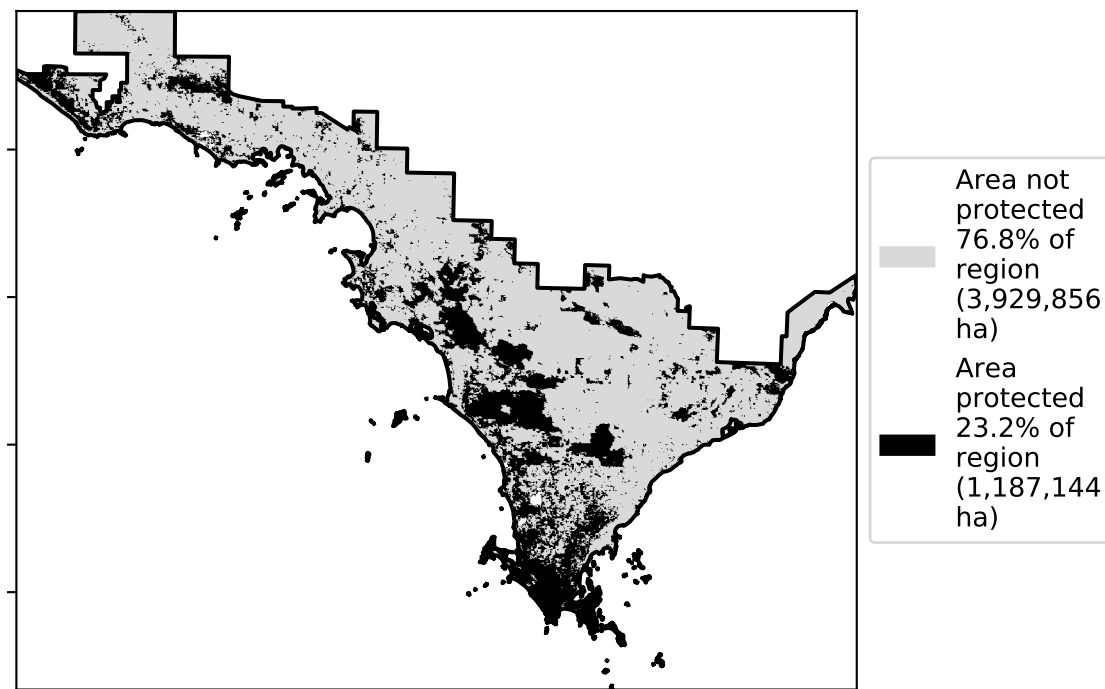 Area not
protected
76.8% of
region
(3,929,856
ha)
Area
protected
23.2% of
region
(1,187,144
ha)